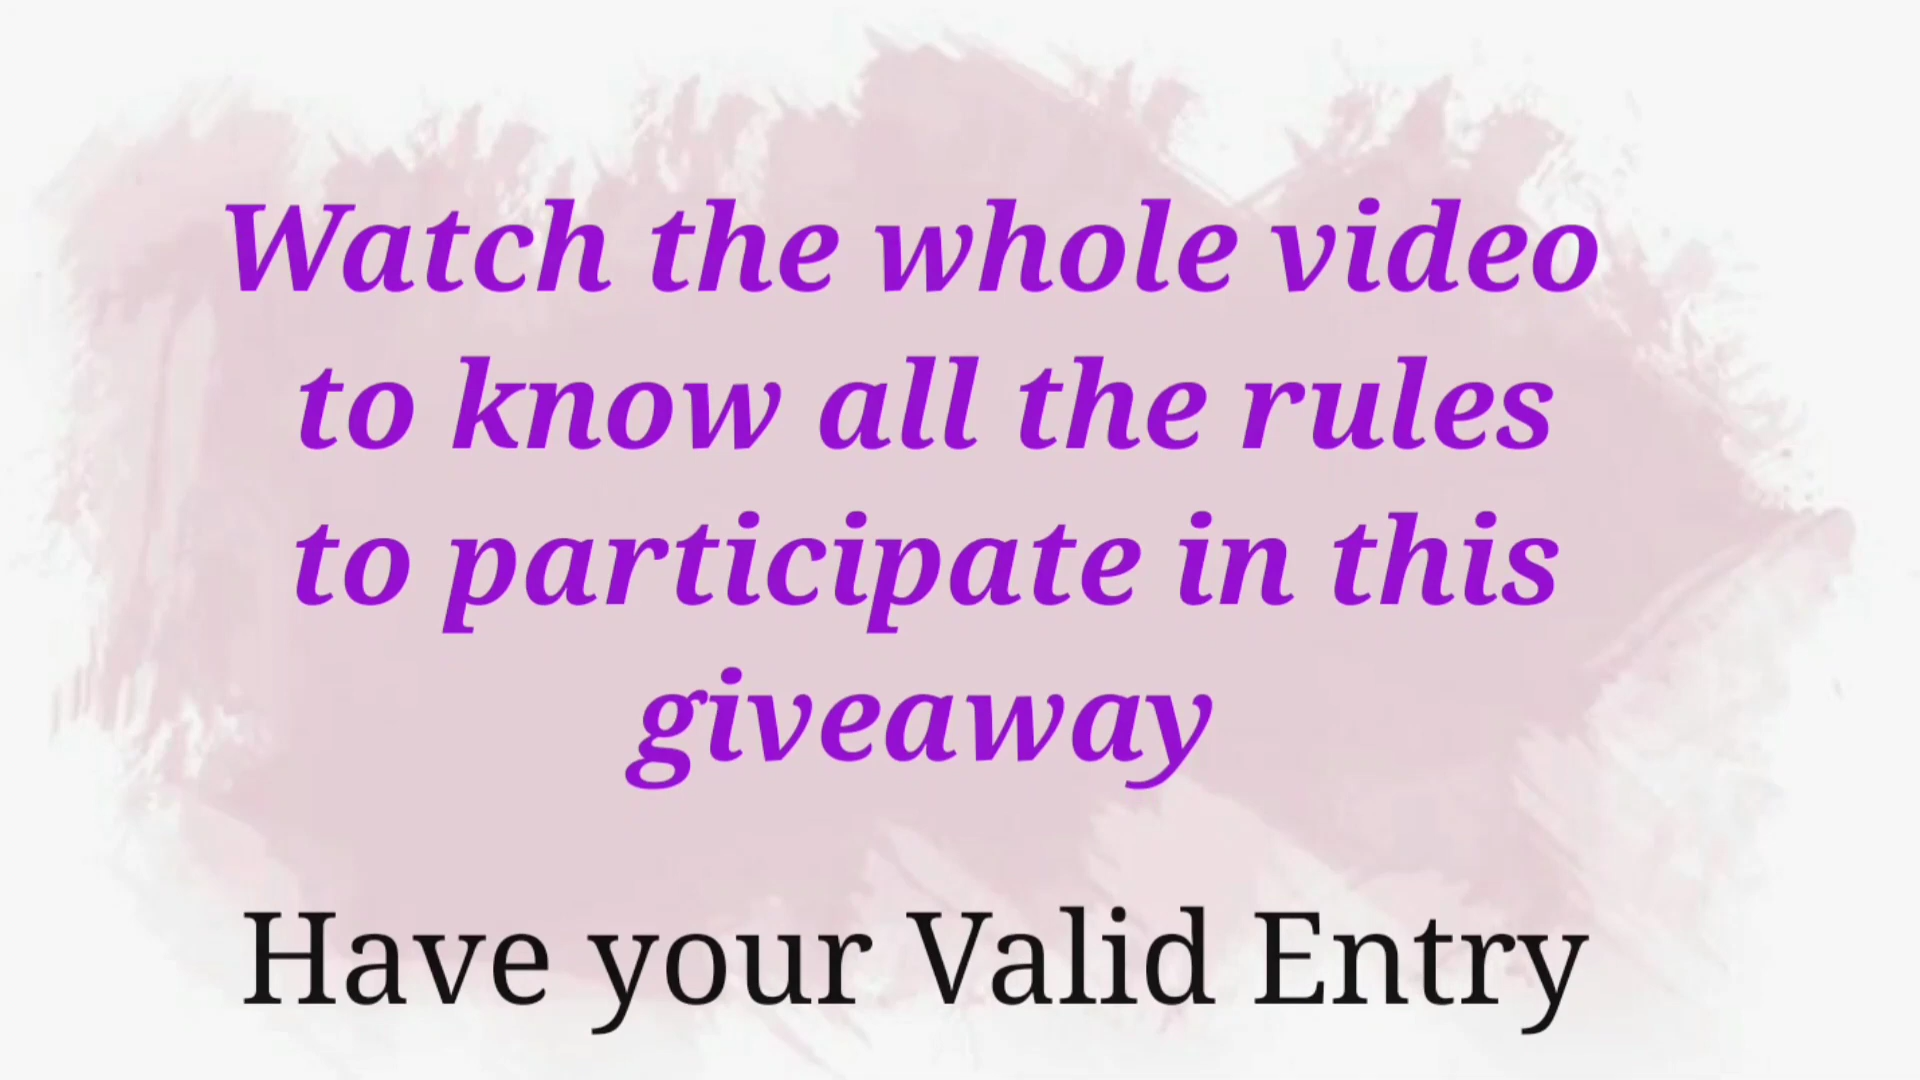 Watch the whole video
to know all the rules
to participate in this
giveaway
Have your Valid Entry